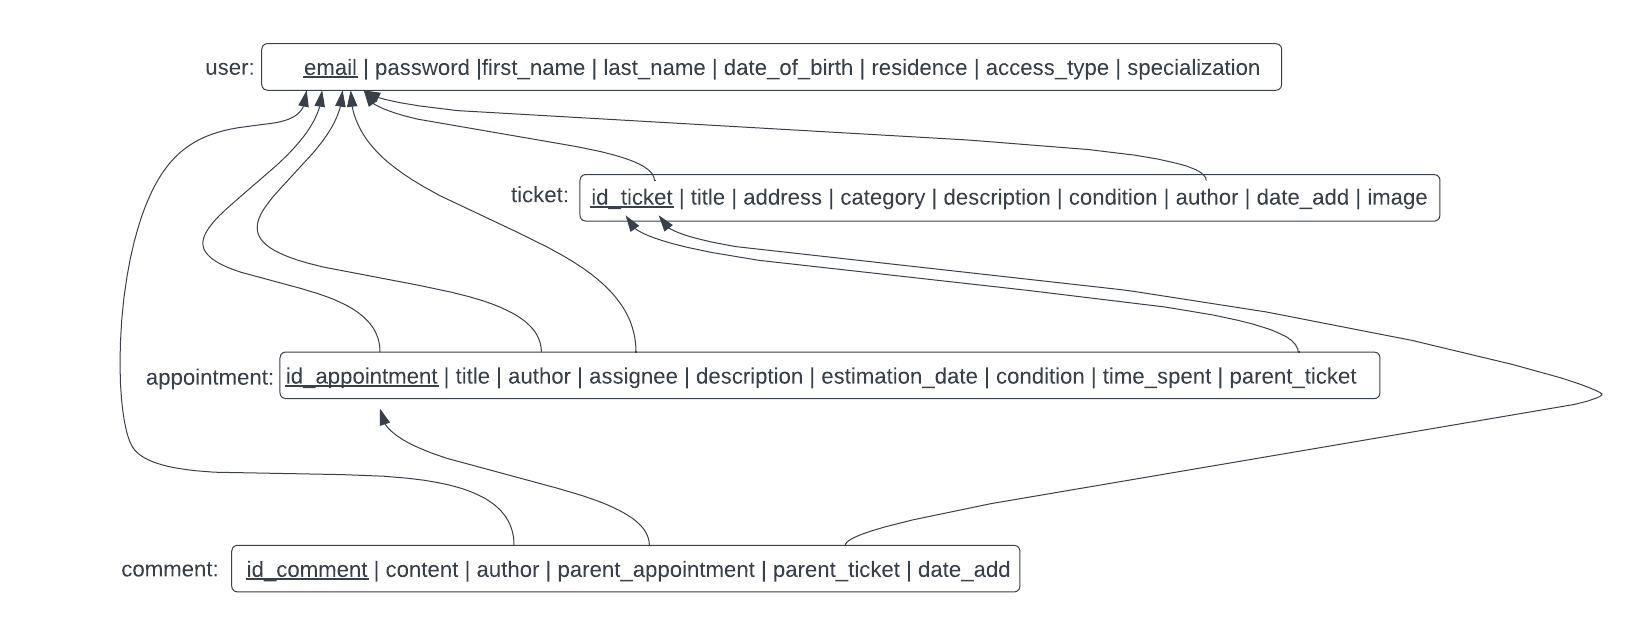 user: email | password |first_name | last_name | date_of_birth | residence | access_type | specialization
ticket: id_ticket | title | address | category | description | condition | author | date_add | image
appointment: id_appointment | title | author | assignee | description | estimation_date | condition | time_spent | parent_ticket
comment: id_comment | content | author | parent_appointment | parent_ticket | date_add